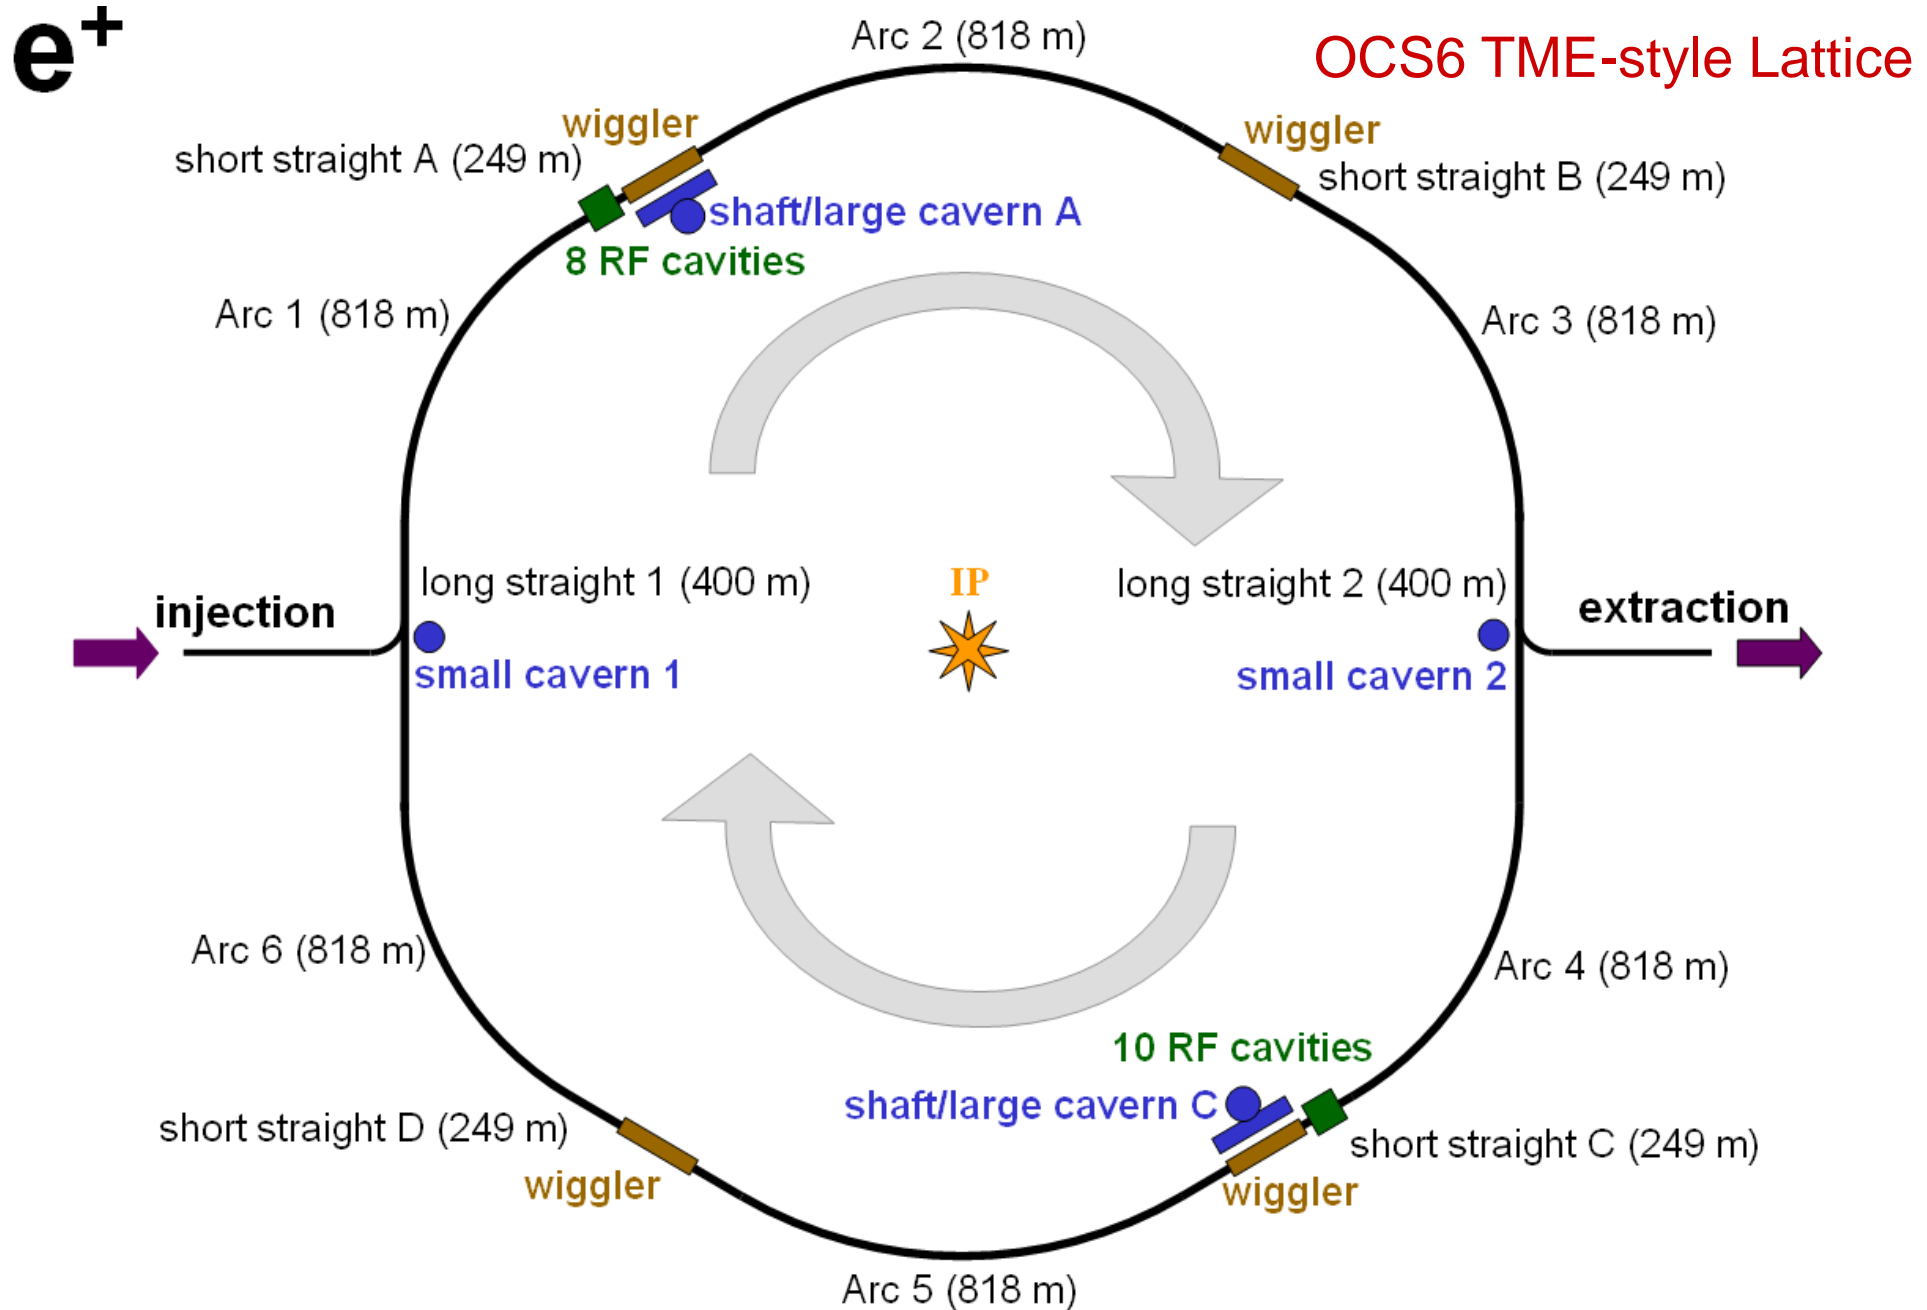 e+
Arc 2 (818 m)
OCS6 TME-style Lattice
wiggler
wiggler
short straight A (249 m)
short straight B (249 m)
shaft/large cavern A
8 RF cavities
Arc 1 (818 m)
Arc 3 (818 m)
long straight 1 (400 m)
IP
long straight 2 (400 m)
injection
extraction
small cavern 1
small cavern 2
Arc 6 (818 m)
Arc 4 (818 m)
10 RF cavities
shaft/large cavern C
short straight D (249 m)
short straight C (249 m)
wiggler
wiggler
Arc 5 (818 m)